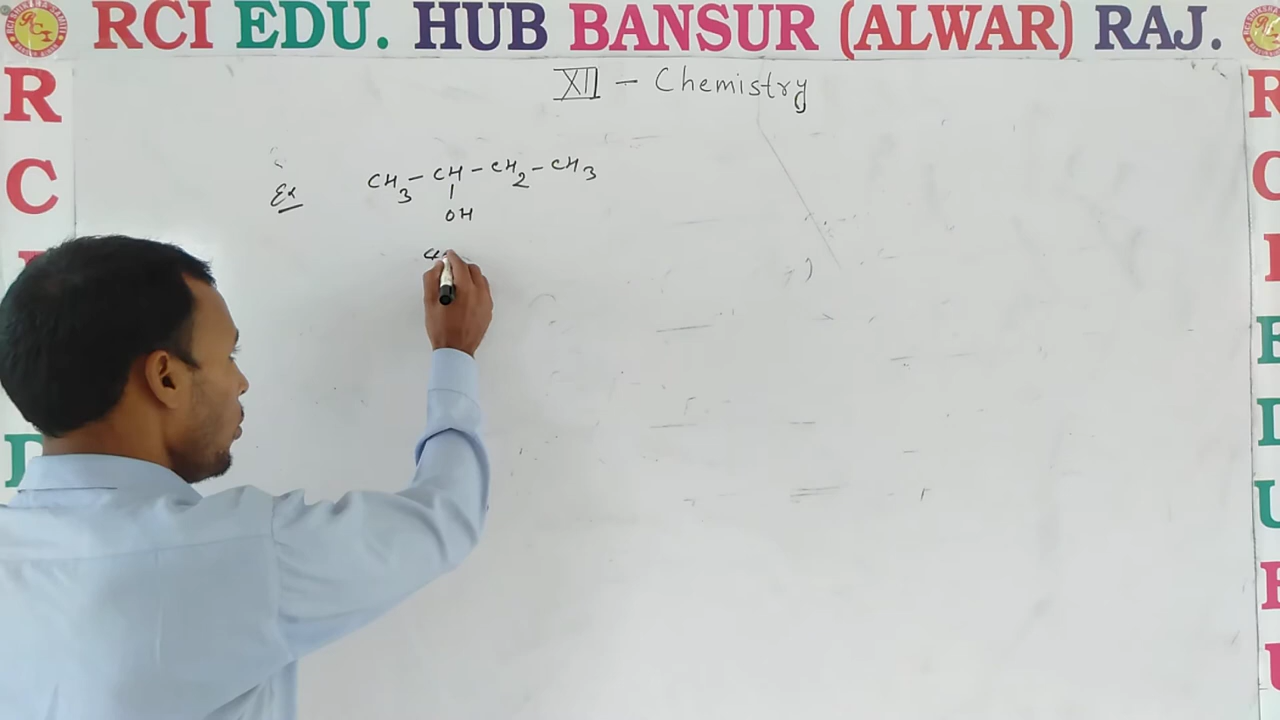 RCI EDU. HUB BANSUR (ALWAR) RAJ.
XII - Chemistry
Ex CH3 - CH - CH2 - CH3
|
OH
R
C
D
R
C
I
E
D
U